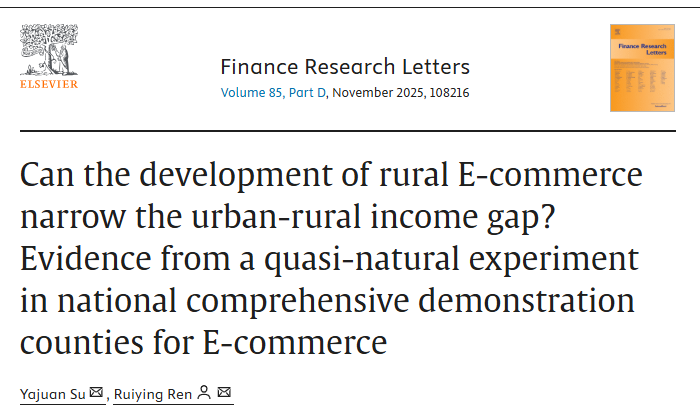 ELSEVIER
Finance Research Letters
Volume 85, Part D, November 2025, 108216
Finance Research
Letters
Can the development of rural E-commerce
narrow the urban-rural income gap?
Evidence from a quasi-natural experiment
in national comprehensive demonstration
counties for E-commerce
Yajuan Su, Ruiying Ren